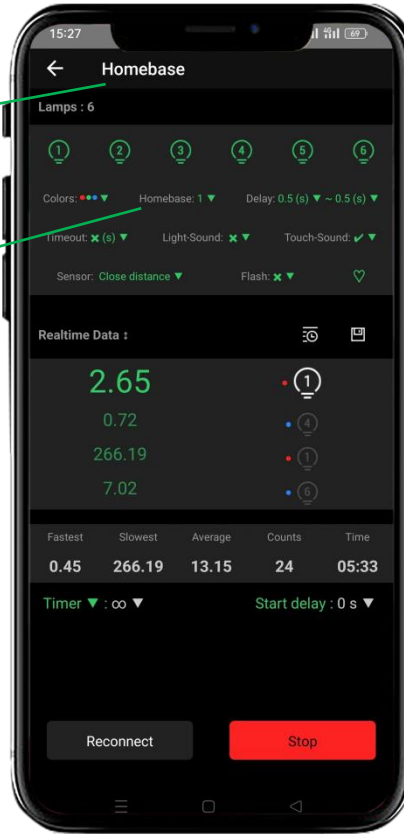 15:27 4G 69
Homebase
Lamps : 6
1 2 3 4 5 6
Colors: ▼ Homebase: 1 ▼ Delay: 0.5 (s) ▼ ~ 0.5 (s) ▼
Timeout: ✖ (s) ▼ Light-Sound: ✖ ▼ Touch-Sound: ✔ ▼
Sensor: Close distance ▼ Flash: ✖ ▼
Realtime Data ↕
2.65 1
0.72 4
266.19 1
7.02 6
Fastest Slowest Average Counts Time
0.45 266.19 13.15 24 05:33
Timer ▼ : ∞ ▼ Start delay : 0 s ▼
Reconnect Stop